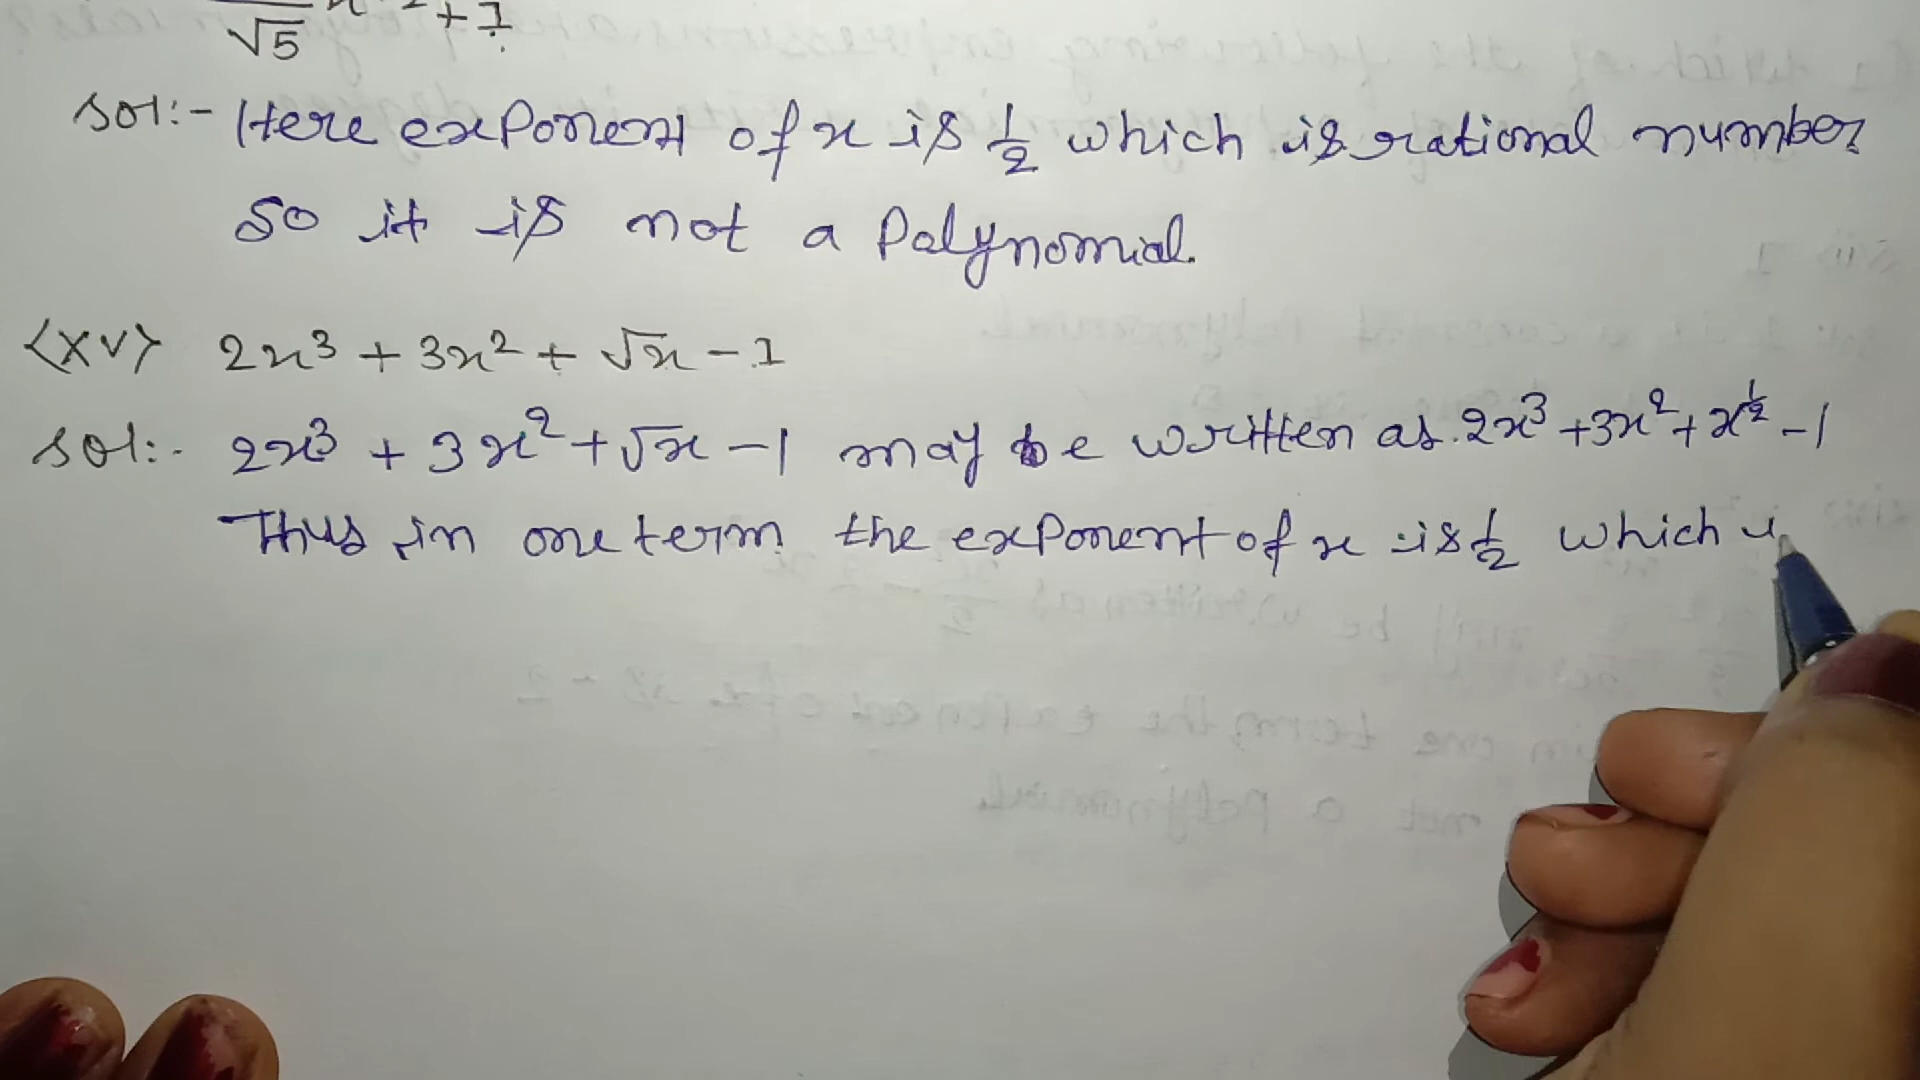 √5 + 1
sol:- Here exponent of x is 1/2 which is rational number
so it is not a Polynomial.
<xv> 2x³ + 3x² + √x - 1
sol:- 2x³ + 3x² + √x - 1 may be written as 2x³ + 3x² + x^1/2 - 1
Thus in one term the exponent of x is 1/2 which